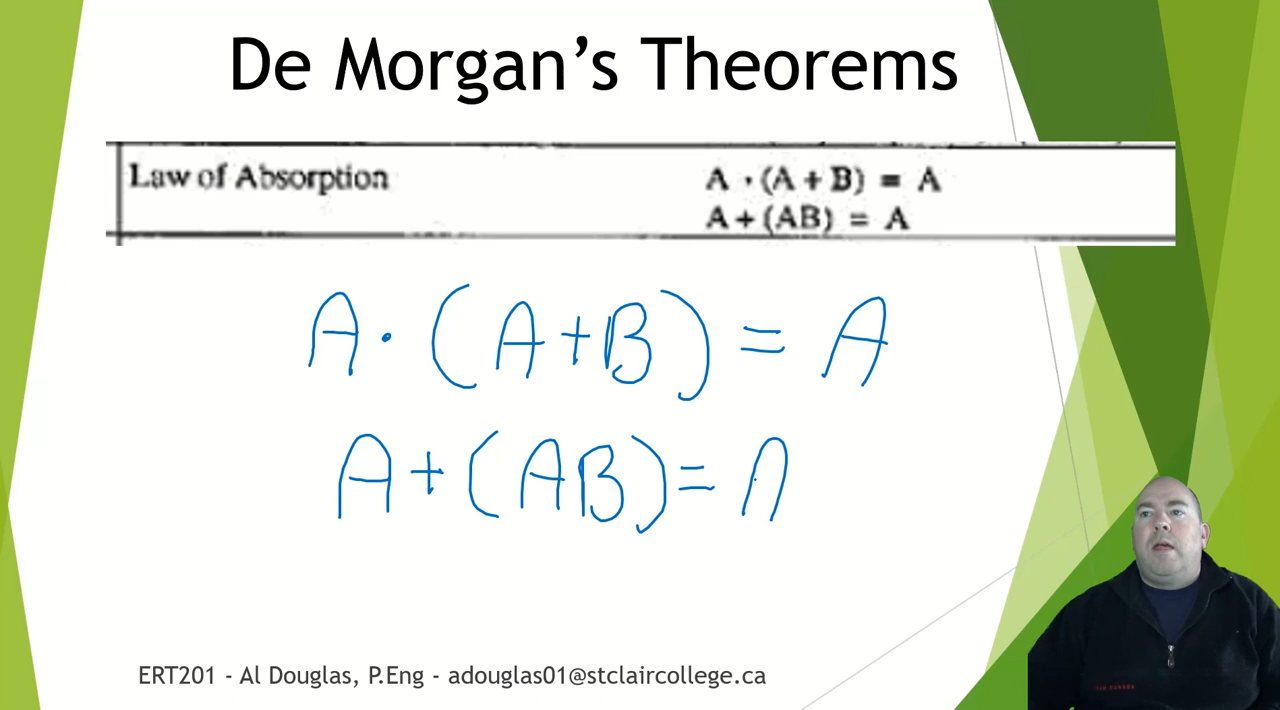 De Morgan's Theorems
Law of Absorption
A · (A + B) = A
A + (AB) = A
A · (A+B) = A
A+(AB)=
ERT201 - Al Douglas, P.Eng - adouglas01@stclaircollege.ca